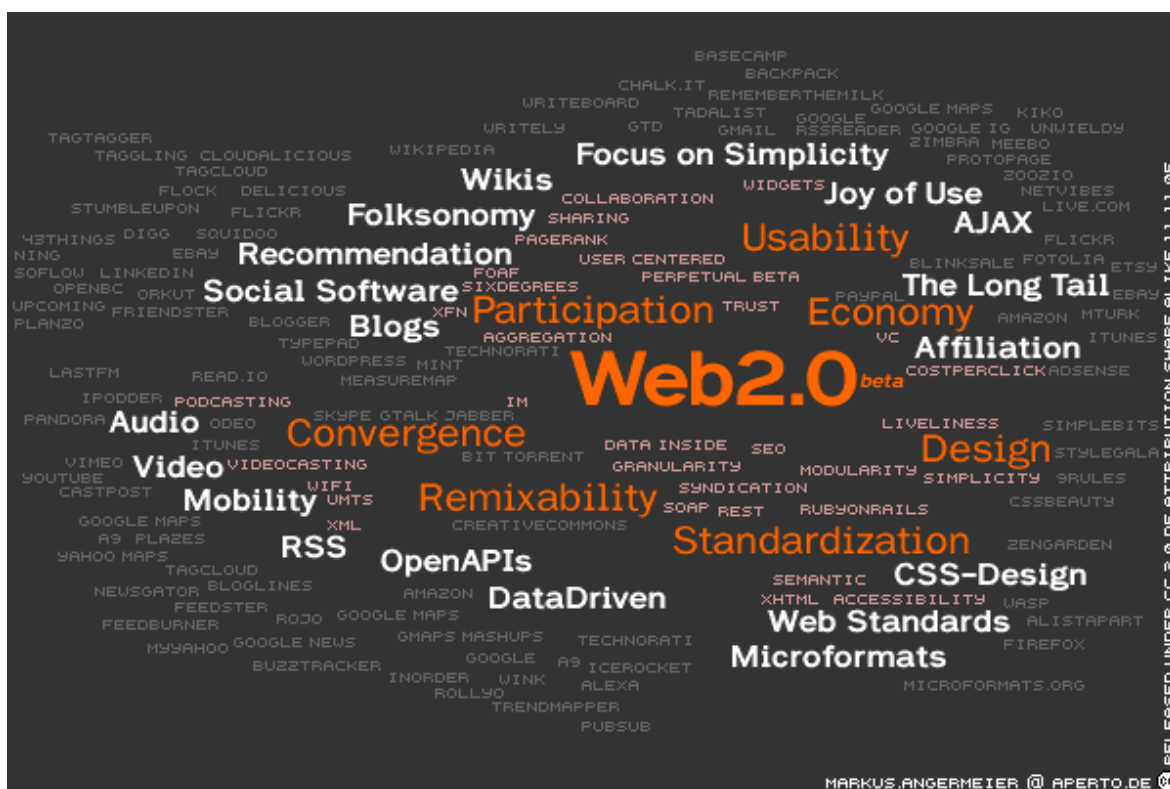 BASECAMP
BACKPACK
CHALK.IT
REMEMBERTHEMILK
WRITEBOARD
TADALIST GOOGLE GOOGLE MAPS KIKO
WRITELY GTD GMAIL RSSREADER GOOGLE IG UNWIELDY
TAGTAGGER
ZIMBRA MEEBO
TAGGLING CLOUDALICIOUS WIKIPEDIA Focus on Simplicity PROTOPAGE
TAGCLOUD ZOOZIO
Wikis WIDGETS Joy of Use NETVIBES
FLOCK DELICIOUS COLLABORATION
STUMBLEUPON FLICKR Folksonomy SHARING AJAX LIVE.COM
43THINGS DIGG SQUIDOO PAGERANK Usability FLICKR
NING EBAY Recommendation USER CENTERED BLINKSALE FOTOLIA ETSY
SOFLOW LINKEDIN FOAF PERPETUAL BETA
OPENBC ORKUT Social Software SIXDEGREES PAYPAL The Long Tail EBAY
UPCOMING FRIENDSTER XFN Participation TRUST Economy AMAZON MTURK
PLANZO BLOGGER Blogs
TYPEPAD AGGREGATION VC ITUNES
TECHNORATI Affiliation
WORDPRESS MINT
LASTFM READ.IO MEASUREMAP Web2.0 beta COSTPERCLICK ADSENSE
IPODDER PODCASTING IM
PANDORA Audio ODEO SKYPE GTALK JABBER LIVELINESS SIMPLEBITS
ITUNES Convergence DATA INSIDE SEO Design STYLEGALA
VIMEO Video VIDEOCASTING BIT TORRENT GRANULARITY MODULARITY
YOUTUBE SIMPLICITY 9RULES
CASTPOST Mobility WIFI UMTS Remixability SYNDICATION
SOAP REST RUBYONRAILS CSSBEAUTY
GOOGLE MAPS XML CREATIVECOMMONS
A9 PLAZES RSS Standardization ZENGARDEN
YAHOO MAPS OpenAPIs
TAGCLOUD SEMANTIC CSS-Design
NEWSGATOR BLOGLINES AMAZON DataDriven XHTML ACCESSIBILITY WASP
FEEDSTER ROJO GOOGLE MAPS Web Standards ALISTAPART
FEEDBURNER
MYYAHOO GOOGLE NEWS GMAPS MASHUPS TECHNORATI FIREFOX
BUZZTRACKER GOOGLE A9 ICEROCKET Microformats
INORDER WINK ALEXA MICROFORMATS.ORG
ROLLYO
TRENDMAPPER
PUBSUB
MARKUS.ANGERMEIER @ APERTO.DE
RELEASED UNDER CC